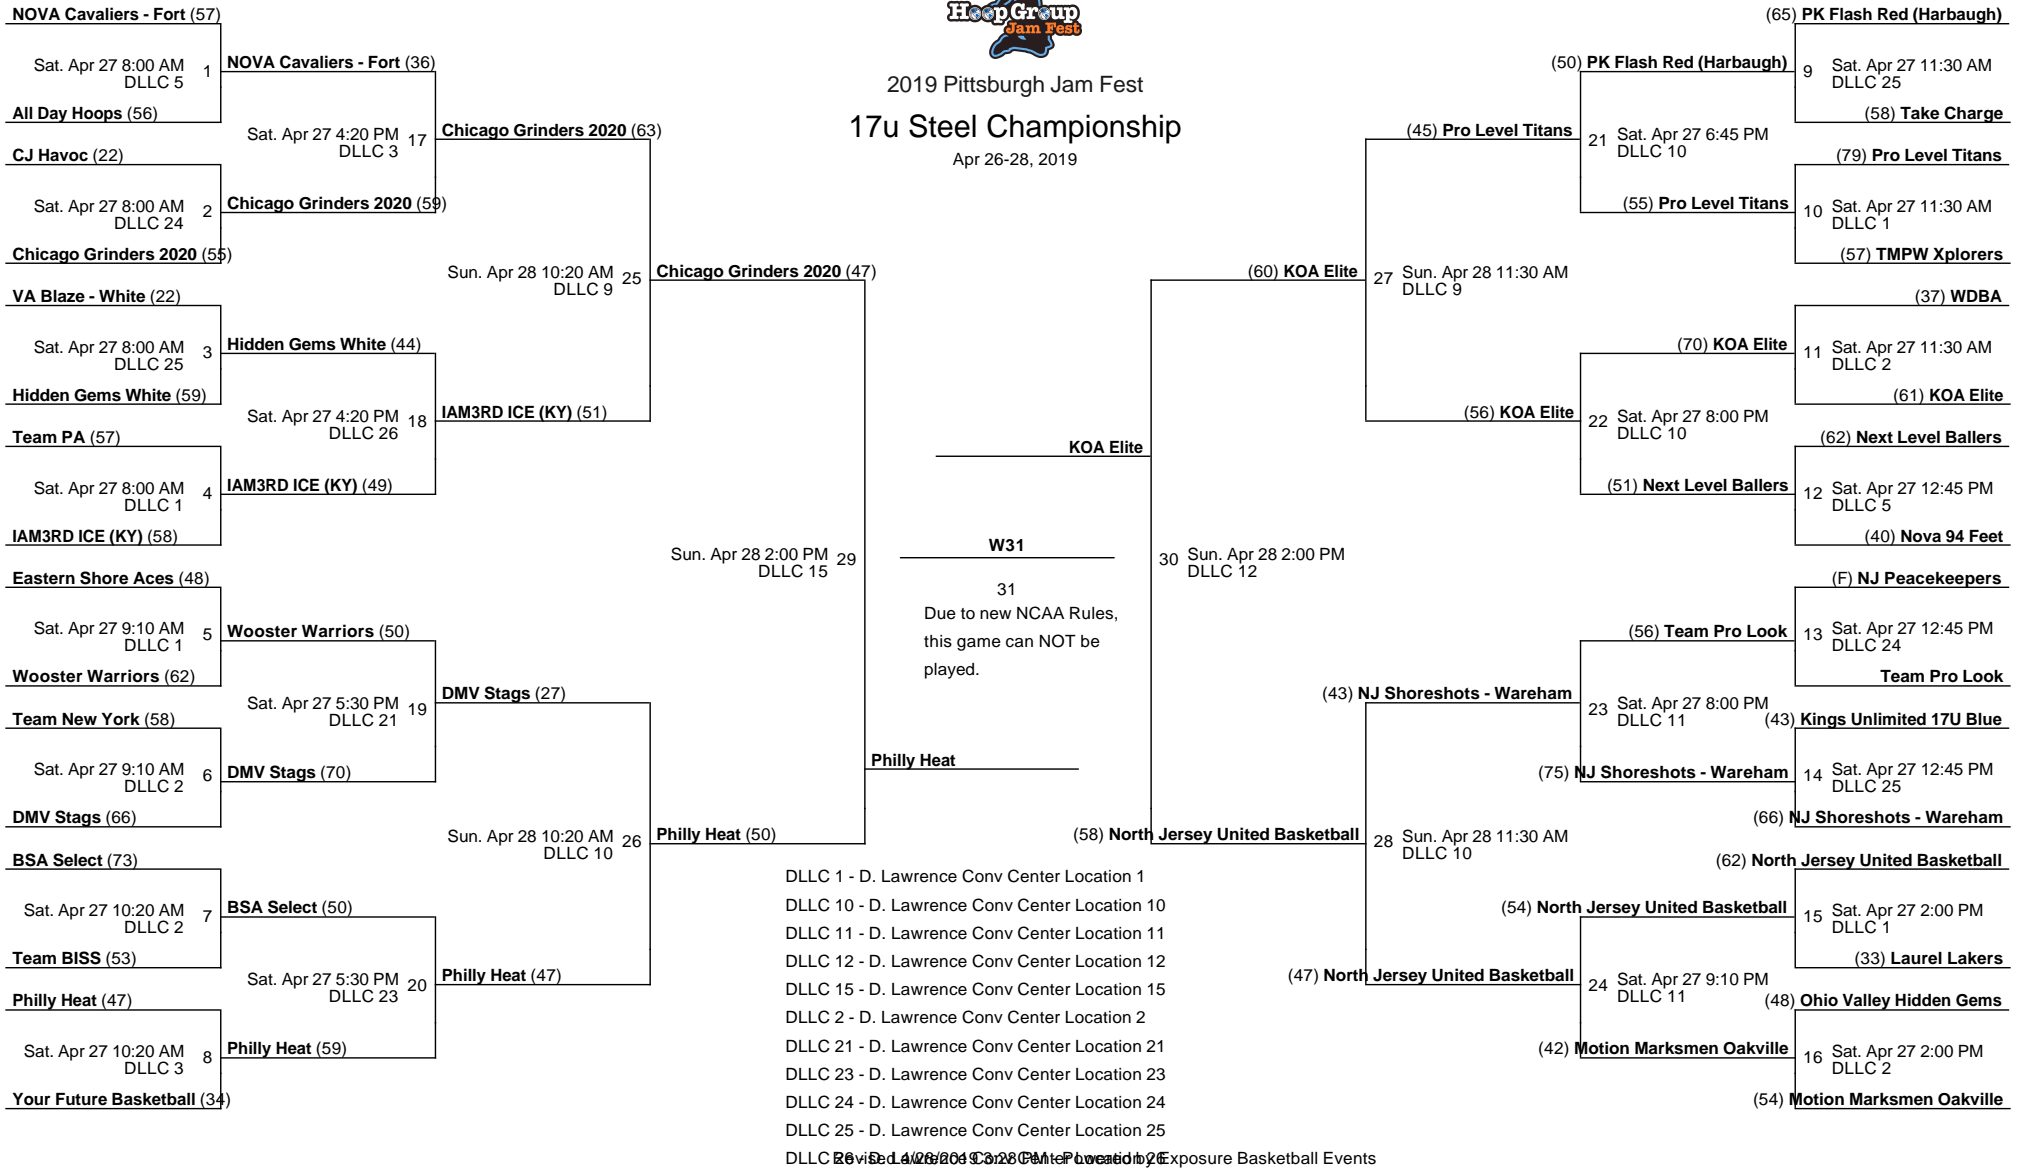 HoopGroup
Jam Fest
2019 Pittsburgh Jam Fest
17u Steel Championship
Apr 26-28, 2019
NOVA Cavaliers - Fort (57)
Sat. Apr 27 8:00 AM
DLLC 5
1
All Day Hoops (56)
CJ Havoc (22)
Sat. Apr 27 8:00 AM
DLLC 24
2
Chicago Grinders 2020 (55)
VA Blaze - White (22)
Sat. Apr 27 8:00 AM
DLLC 25
3
Hidden Gems White (59)
Team PA (57)
Sat. Apr 27 8:00 AM
DLLC 1
4
IAM3RD ICE (KY) (58)
Eastern Shore Aces (48)
Sat. Apr 27 9:10 AM
DLLC 1
5
Wooster Warriors (62)
Team New York (58)
Sat. Apr 27 9:10 AM
DLLC 2
6
DMV Stags (66)
BSA Select (73)
Sat. Apr 27 10:20 AM
DLLC 2
7
Team BISS (53)
Philly Heat (47)
Sat. Apr 27 10:20 AM
DLLC 3
8
Your Future Basketball (34)
NOVA Cavaliers - Fort (36)
Sat. Apr 27 4:20 PM
DLLC 3
17
Chicago Grinders 2020 (59)
Hidden Gems White (44)
Sat. Apr 27 4:20 PM
DLLC 26
18
IAM3RD ICE (KY) (49)
Wooster Warriors (50)
Sat. Apr 27 5:30 PM
DLLC 21
19
DMV Stags (70)
BSA Select (50)
Sat. Apr 27 5:30 PM
DLLC 23
20
Philly Heat (59)
Chicago Grinders 2020 (63)
Sun. Apr 28 10:20 AM
DLLC 9
25
IAM3RD ICE (KY) (51)
DMV Stags (27)
Sun. Apr 28 10:20 AM
DLLC 10
26
Philly Heat (47)
Chicago Grinders 2020 (47)
Sun. Apr 28 2:00 PM
DLLC 15
29
Philly Heat (50)
Philly Heat
KOA Elite
W31
31
Due to new NCAA Rules,
this game can NOT be
played.
(60) KOA Elite
30
Sun. Apr 28 2:00 PM
DLLC 12
(58) North Jersey United Basketball
(45) Pro Level Titans
27
Sun. Apr 28 11:30 AM
DLLC 9
(56) KOA Elite
(43) NJ Shoreshots - Wareham
28
Sun. Apr 28 11:30 AM
DLLC 10
(47) North Jersey United Basketball
(50) PK Flash Red (Harbaugh)
21
Sat. Apr 27 6:45 PM
DLLC 10
(55) Pro Level Titans
(70) KOA Elite
22
Sat. Apr 27 8:00 PM
DLLC 10
(51) Next Level Ballers
(56) Team Pro Look
23
Sat. Apr 27 8:00 PM
DLLC 11
(75) NJ Shoreshots - Wareham
(54) North Jersey United Basketball
24
Sat. Apr 27 9:10 PM
DLLC 11
(42) Motion Marksmen Oakville
(65) PK Flash Red (Harbaugh)
9
Sat. Apr 27 11:30 AM
DLLC 25
(58) Take Charge
(79) Pro Level Titans
10
Sat. Apr 27 11:30 AM
DLLC 1
(57) TMPW Xplorers
(37) WDBA
11
Sat. Apr 27 11:30 AM
DLLC 2
(61) KOA Elite
(62) Next Level Ballers
12
Sat. Apr 27 12:45 PM
DLLC 5
(40) Nova 94 Feet
(F) NJ Peacekeepers
13
Sat. Apr 27 12:45 PM
DLLC 24
Team Pro Look
(43) Kings Unlimited 17U Blue
14
Sat. Apr 27 12:45 PM
DLLC 25
(66) NJ Shoreshots - Wareham
(62) North Jersey United Basketball
15
Sat. Apr 27 2:00 PM
DLLC 1
(33) Laurel Lakers
(48) Ohio Valley Hidden Gems
16
Sat. Apr 27 2:00 PM
DLLC 2
(54) Motion Marksmen Oakville
DLLC 1 - D. Lawrence Conv Center Location 1
DLLC 10 - D. Lawrence Conv Center Location 10
DLLC 11 - D. Lawrence Conv Center Location 11
DLLC 12 - D. Lawrence Conv Center Location 12
DLLC 15 - D. Lawrence Conv Center Location 15
DLLC 2 - D. Lawrence Conv Center Location 2
DLLC 21 - D. Lawrence Conv Center Location 21
DLLC 23 - D. Lawrence Conv Center Location 23
DLLC 24 - D. Lawrence Conv Center Location 24
DLLC 25 - D. Lawrence Conv Center Location 25
DLLC 26 - D. Lawrence Conv Center Location 26
Revised 4/28/2019 3:28 PM - Powered by Exposure Basketball Events